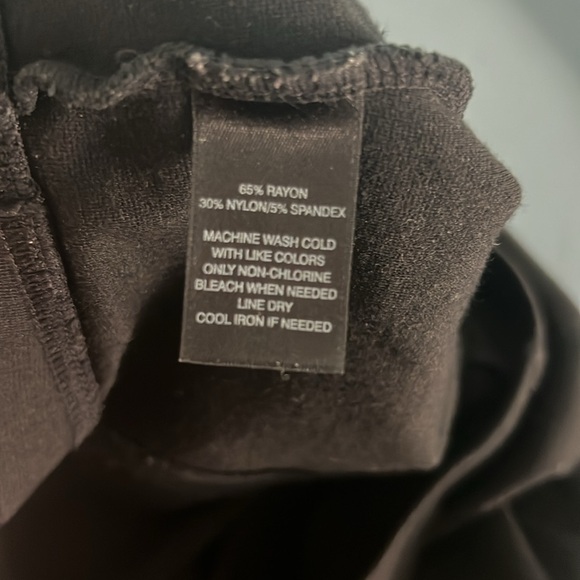 65% RAYON
30% NYLON/5% SPANDEX
MACHINE WASH COLD
WITH LIKE COLORS
ONLY NON-CHLORINE
BLEACH WHEN NEEDED
LINE DRY
COOL IRON IF NEEDED